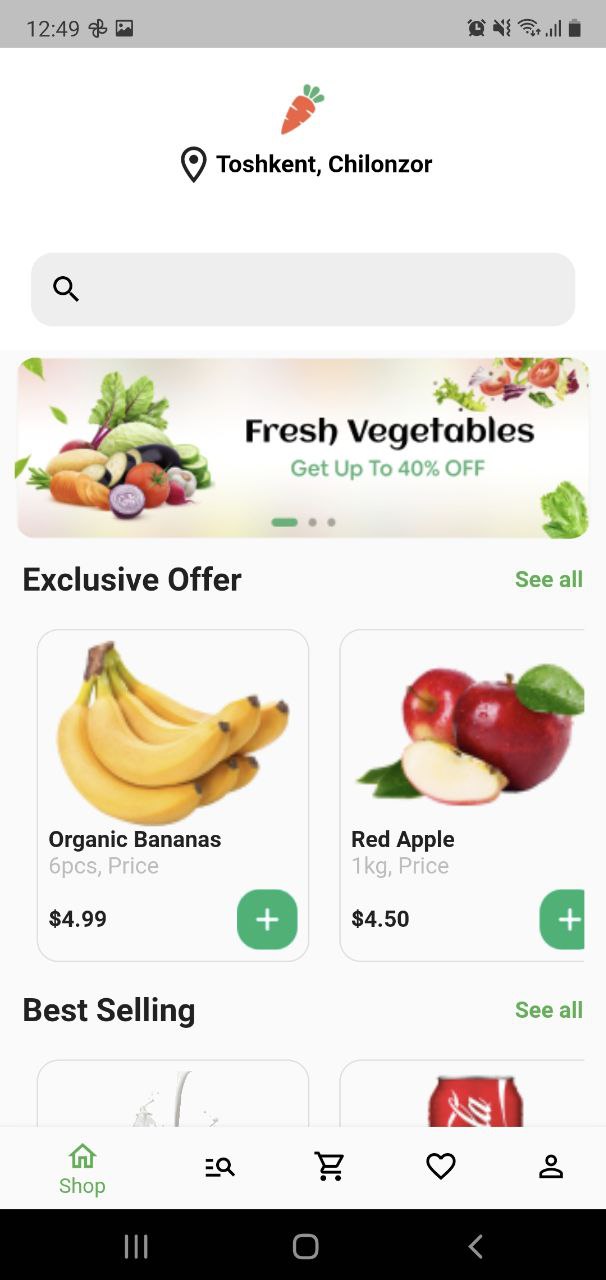 12:49
Toshkent, Chilonzor
Fresh Vegetables
Get Up To 40% OFF
Exclusive Offer
See all
Organic Bananas
6pcs, Price
$4.99
Red Apple
1kg, Price
$4.50
Best Selling
See all
Shop